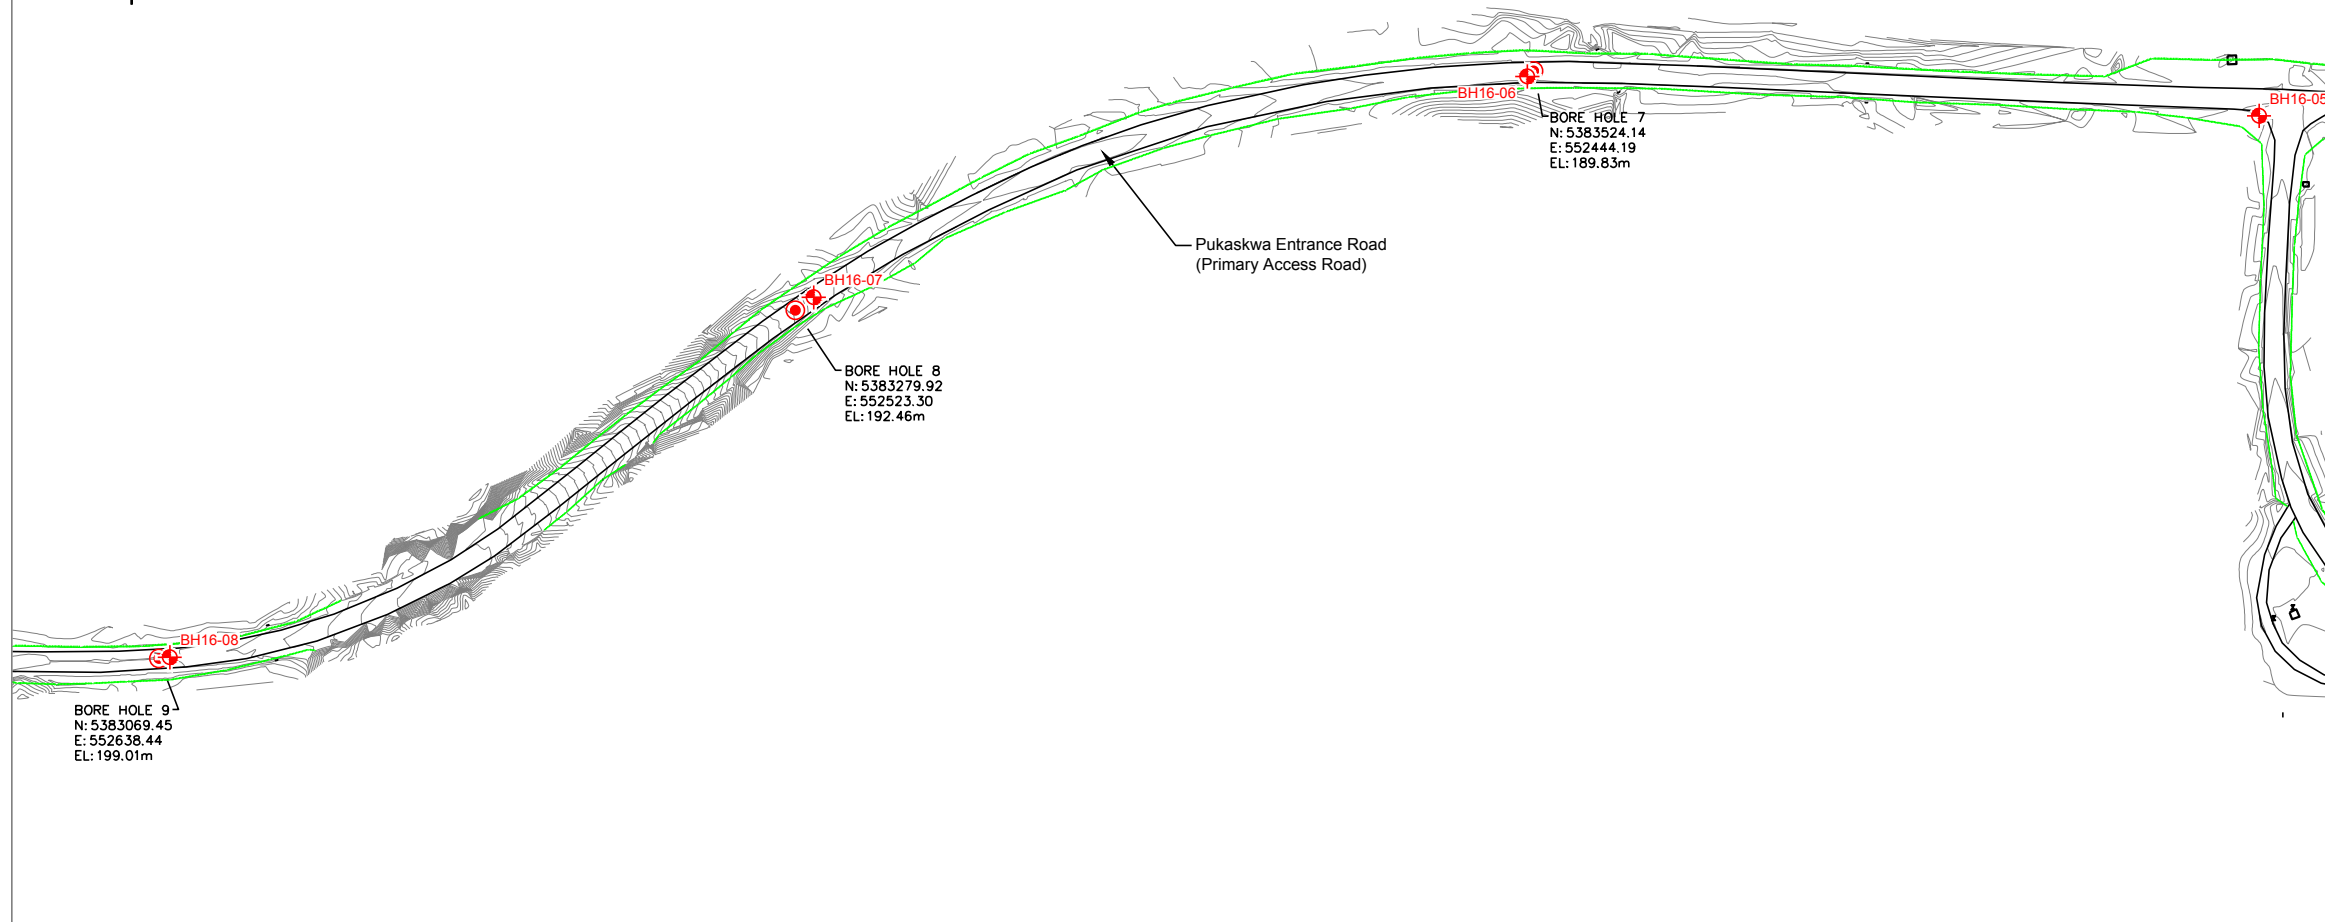 BH16-06
BH16-05
BORE HOLE 7
N: 5383524.14
E: 552444.19
EL: 189.83m
Pukaskwa Entrance Road
(Primary Access Road)
BH16-07
BORE HOLE 8
N: 5383279.92
E: 552523.30
EL: 192.46m
BH16-08
BORE HOLE 9
N: 5383069.45
E: 552638.44
EL: 199.01m